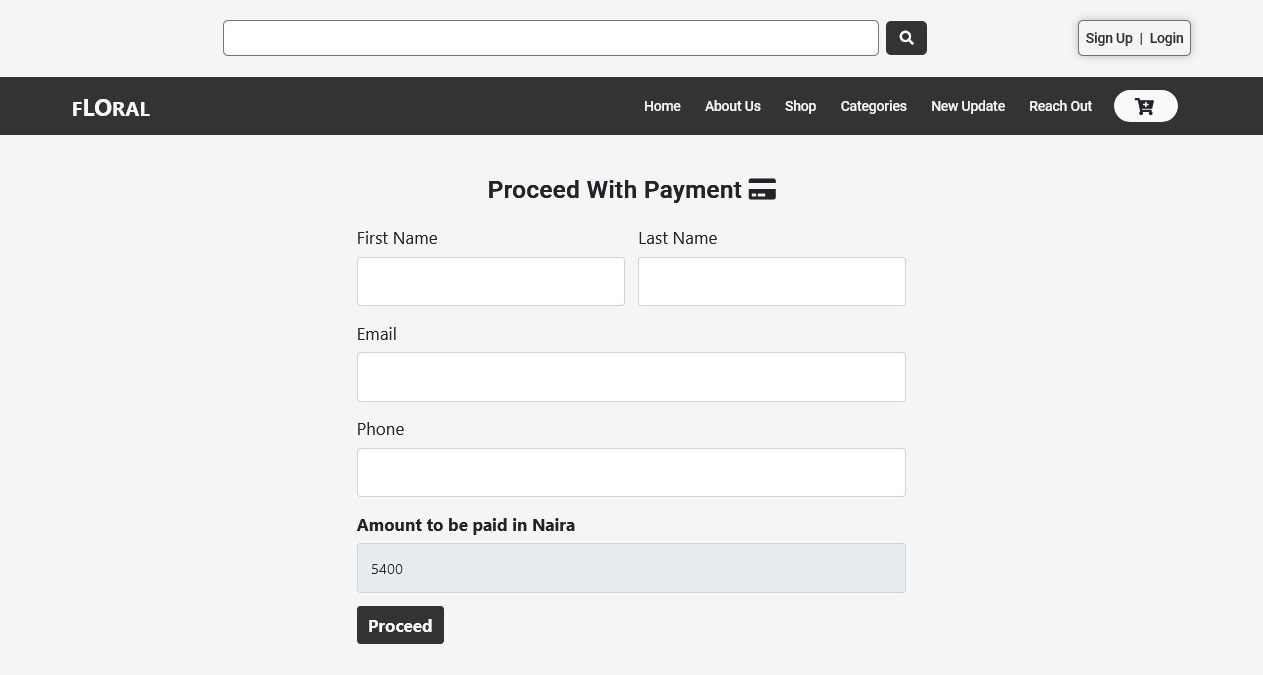 Sign Up | Login
FLORAL Home About Us Shop Categories New Update Reach Out
Proceed With Payment
First Name Last Name
Email
Phone
Amount to be paid in Naira
5400
Proceed